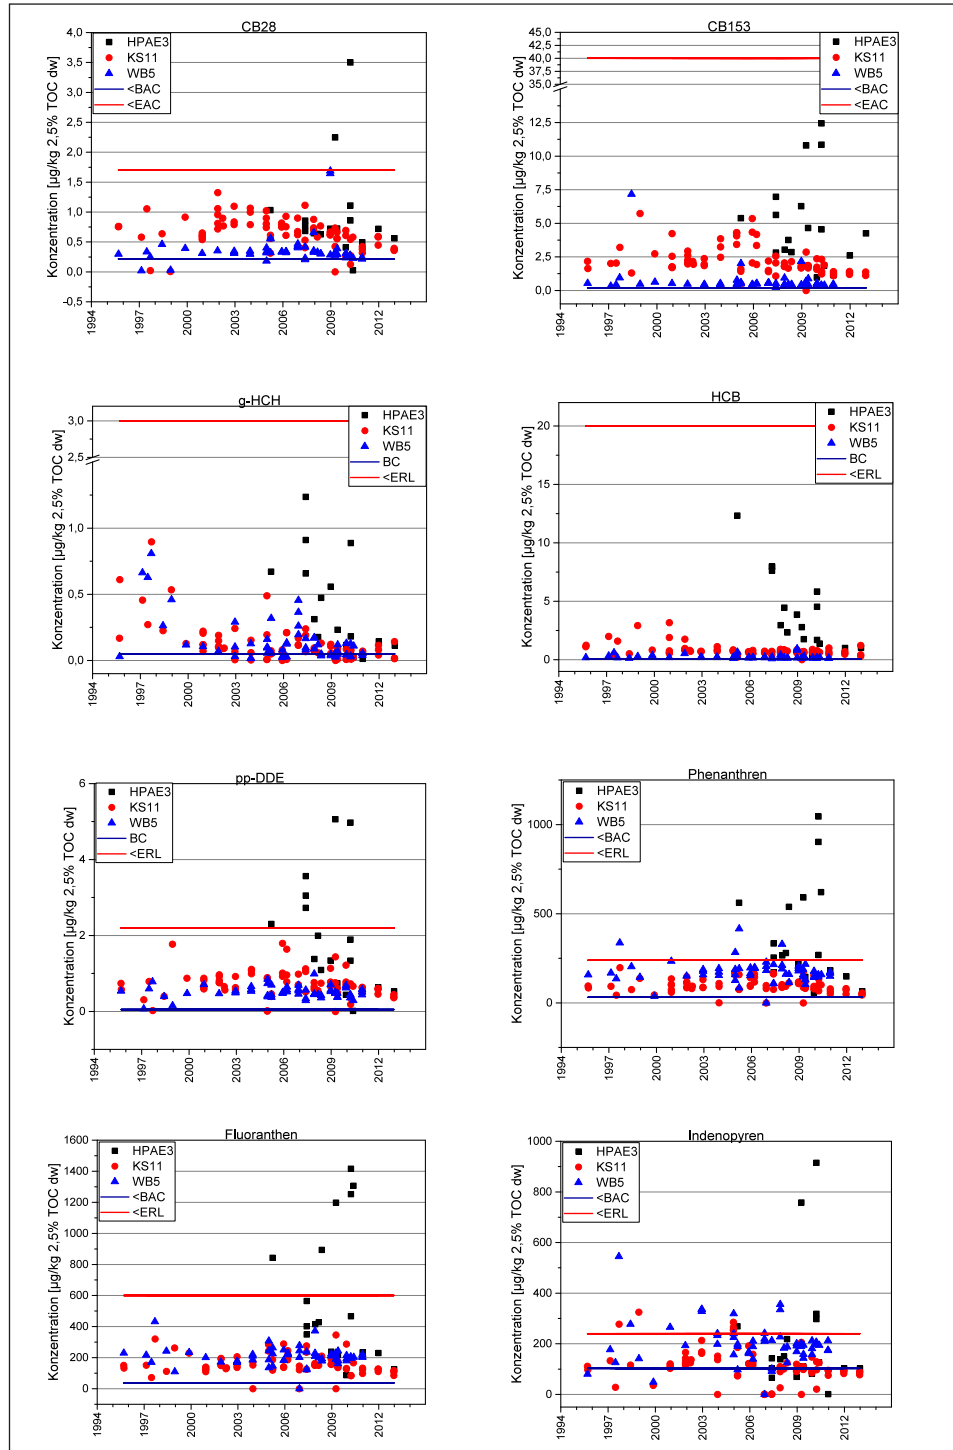 CB28
4,0
3,5
3,0
2,5
2,0
1,5
1,0
0,5
0,0
-0,5
Konzentration [µg/kg 2,5% TOC dw]
HPAE3
KS11
WB5
<BAC
<EAC
1994
1997
2000
2003
2006
2009
2012
CB153
45,0
42,5
40,0
37,5
35,0
12,5
10,0
7,5
5,0
2,5
0,0
Konzentration [µg/kg 2,5% TOC dw]
HPAE3
KS11
WB5
<BAC
<EAC
1994
1997
2000
2003
2006
2009
2012
g-HCH
3,0
2,5
1,0
0,5
0,0
Konzentration [µg/kg 2,5% TOC dw]
HPAE3
KS11
WB5
BC
<ERL
1994
1997
2000
2003
2006
2009
2012
HCB
20
15
10
5
0
Konzentration [µg/kg 2,5% TOC dw]
HPAE3
KS11
WB5
BC
<ERL
1994
1997
2000
2003
2006
2009
2012
pp-DDE
6
4
2
0
Konzentration [µg/kg 2,5% TOC dw]
HPAE3
KS11
WB5
BC
<ERL
1994
1997
2000
2003
2006
2009
2012
Phenanthren
1000
500
0
Konzentration [µg/kg 2,5% TOC dw]
HPAE3
KS11
WB5
<BAC
<ERL
1994
1997
2000
2003
2006
2009
2012
Fluoranthen
1600
1400
1200
1000
800
600
400
200
0
Konzentration [µg/kg 2,5% TOC dw]
HPAE3
KS11
WB5
<BAC
<ERL
1994
1997
2000
2003
2006
2009
2012
Indenopyren
1000
800
600
400
200
0
Konzentration [µg/kg 2,5% TOC dw]
HPAE3
KS11
WB5
<BAC
<ERL
1994
1997
2000
2003
2006
2009
2012